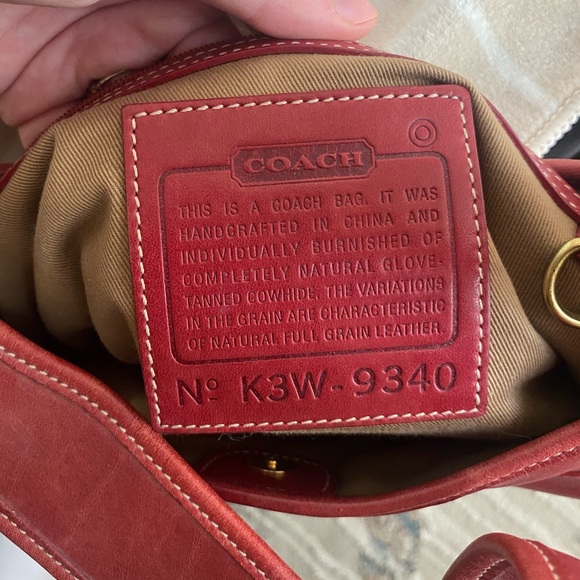 COACH
THIS IS A COACH BAG. IT WAS
HANDCRAFTED IN CHINA AND
INDIVIDUALLY BURNISHED OF
COMPLETELY NATURAL GLOVE-
TANNED COWHIDE. THE VARIATIONS
IN THE GRAIN ARE CHARACTERISTIC
OF NATURAL FULL GRAIN LEATHER.
Nº K3W-9340